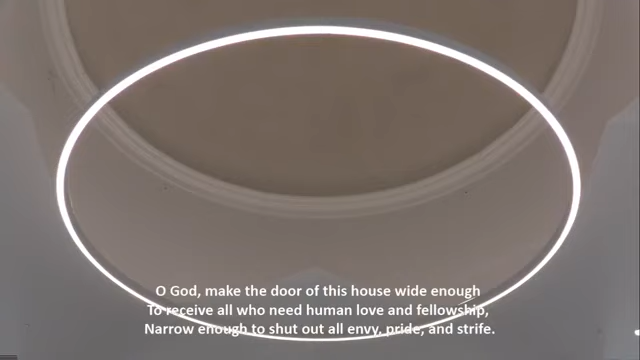 O God, make the door of this house wide enough
To receive all who need human love and fellowship,
Narrow enough to shut out all envy, pride, and strife.